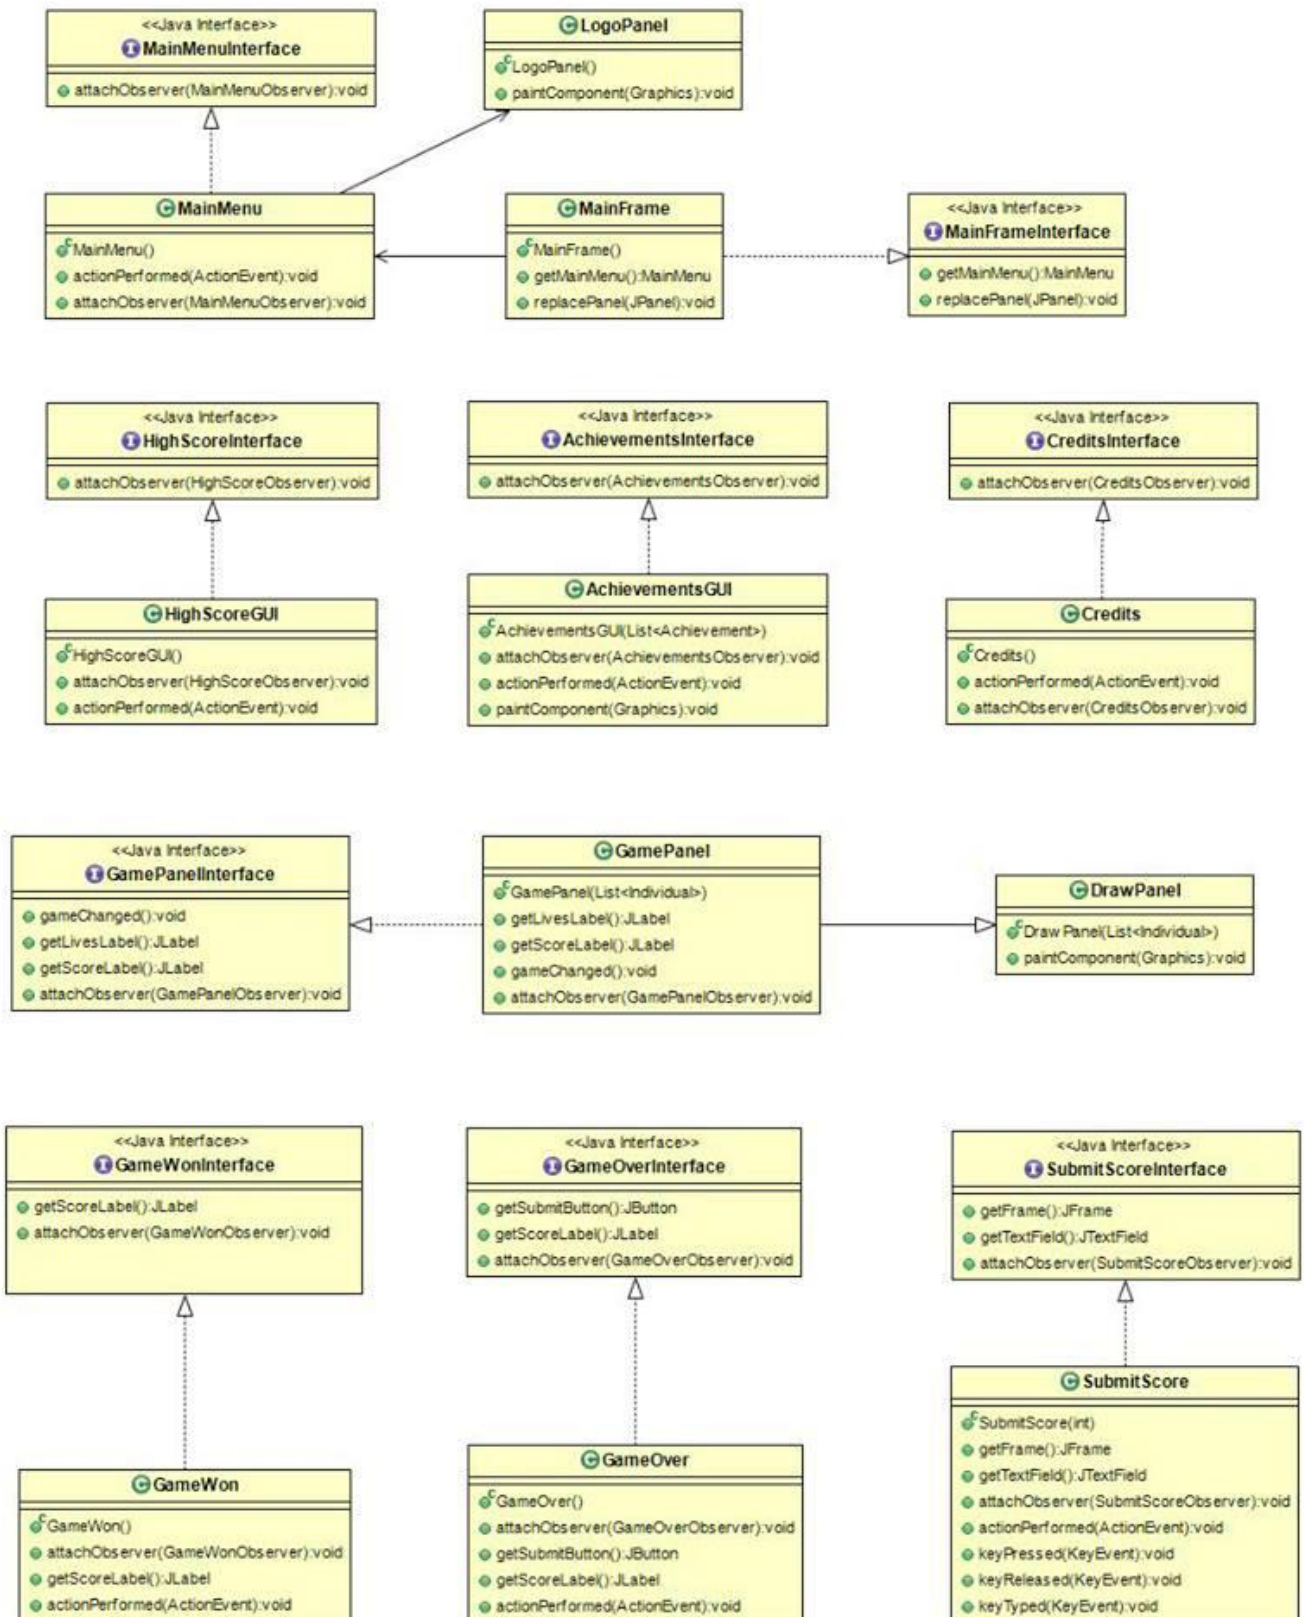 <<Java Interface>>
MainMenuInterface
attachObserver(MainMenuObserver):void
LogoPanel
LogoPanel()
paintComponent(Graphics):void
MainMenu
MainMenu()
actionPerformed(ActionEvent):void
attachObserver(MainMenuObserver):void
MainFrame
MainFrame()
getMainMenu():MainMenu
replacePanel(JPanel):void
<<Java Interface>>
MainFrameInterface
getMainMenu():MainMenu
replacePanel(JPanel):void
<<Java Interface>>
HighScoreInterface
attachObserver(HighScoreObserver):void
<<Java Interface>>
AchievementsInterface
attachObserver(AchievementsObserver):void
<<Java Interface>>
CreditsInterface
attachObserver(CreditsObserver):void
HighScoreGUI
HighScoreGUI()
attachObserver(HighScoreObserver):void
actionPerformed(ActionEvent):void
AchievementsGUI
AchievementsGUI(List<Achievement>)
attachObserver(AchievementsObserver):void
actionPerformed(ActionEvent):void
paintComponent(Graphics):void
Credits
Credits()
actionPerformed(ActionEvent):void
attachObserver(CreditsObserver):void
<<Java Interface>>
GamePanelInterface
gameChanged():void
getLivesLabel():JLabel
getScoreLabel():JLabel
attachObserver(GamePanelObserver):void
GamePanel
GamePanel(List<Individual>)
getLivesLabel():JLabel
getScoreLabel():JLabel
gameChanged():void
attachObserver(GamePanelObserver):void
DrawPanel
DrawPanel(List<Individual>)
paintComponent(Graphics):void
<<Java Interface>>
GameWonInterface
getScoreLabel():JLabel
attachObserver(GameWonObserver):void
<<Java Interface>>
GameOverInterface
getSubmitButton():JButton
getScoreLabel():JLabel
attachObserver(GameOverObserver):void
<<Java Interface>>
SubmitScoreInterface
getFrame():JFrame
getTextField():JTextField
attachObserver(SubmitScoreObserver):void
GameWon
GameWon()
attachObserver(GameWonObserver):void
getScoreLabel():JLabel
actionPerformed(ActionEvent):void
GameOver
GameOver()
attachObserver(GameOverObserver):void
getSubmitButton():JButton
getScoreLabel():JLabel
actionPerformed(ActionEvent):void
SubmitScore
SubmitScore(int)
getFrame():JFrame
getTextField():JTextField
attachObserver(SubmitScoreObserver):void
actionPerformed(ActionEvent):void
keyPressed(KeyEvent):void
keyReleased(KeyEvent):void
keyTyped(KeyEvent):void